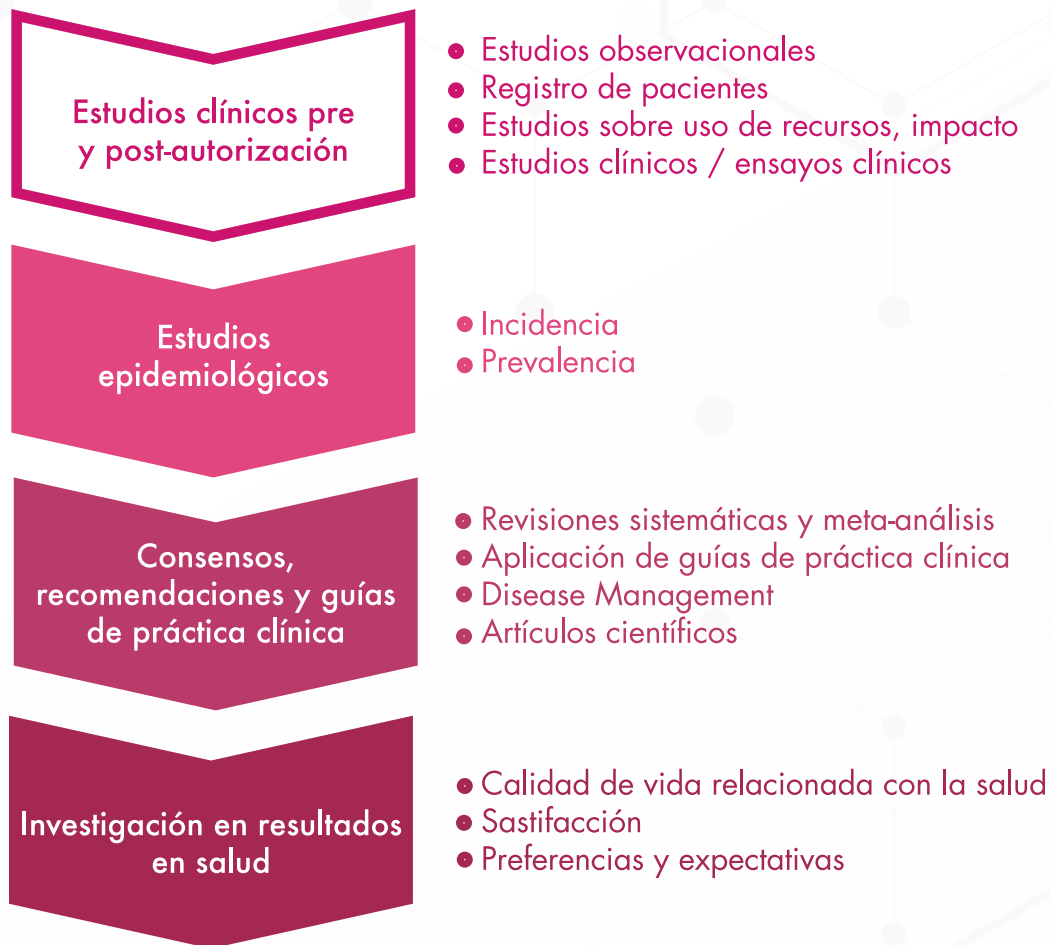 Estudios clínicos pre
y post-autorización
● Estudios observacionales
● Registro de pacientes
● Estudios sobre uso de recursos, impacto
● Estudios clínicos / ensayos clínicos
Estudios
epidemiológicos
● Incidencia
● Prevalencia
Consensos,
recomendaciones y guías
de práctica clínica
● Revisiones sistemáticas y meta-análisis
● Aplicación de guías de práctica clínica
● Disease Management
● Artículos científicos
Investigación en resultados
en salud
● Calidad de vida relacionada con la salud
● Sastifacción
● Preferencias y expectativas